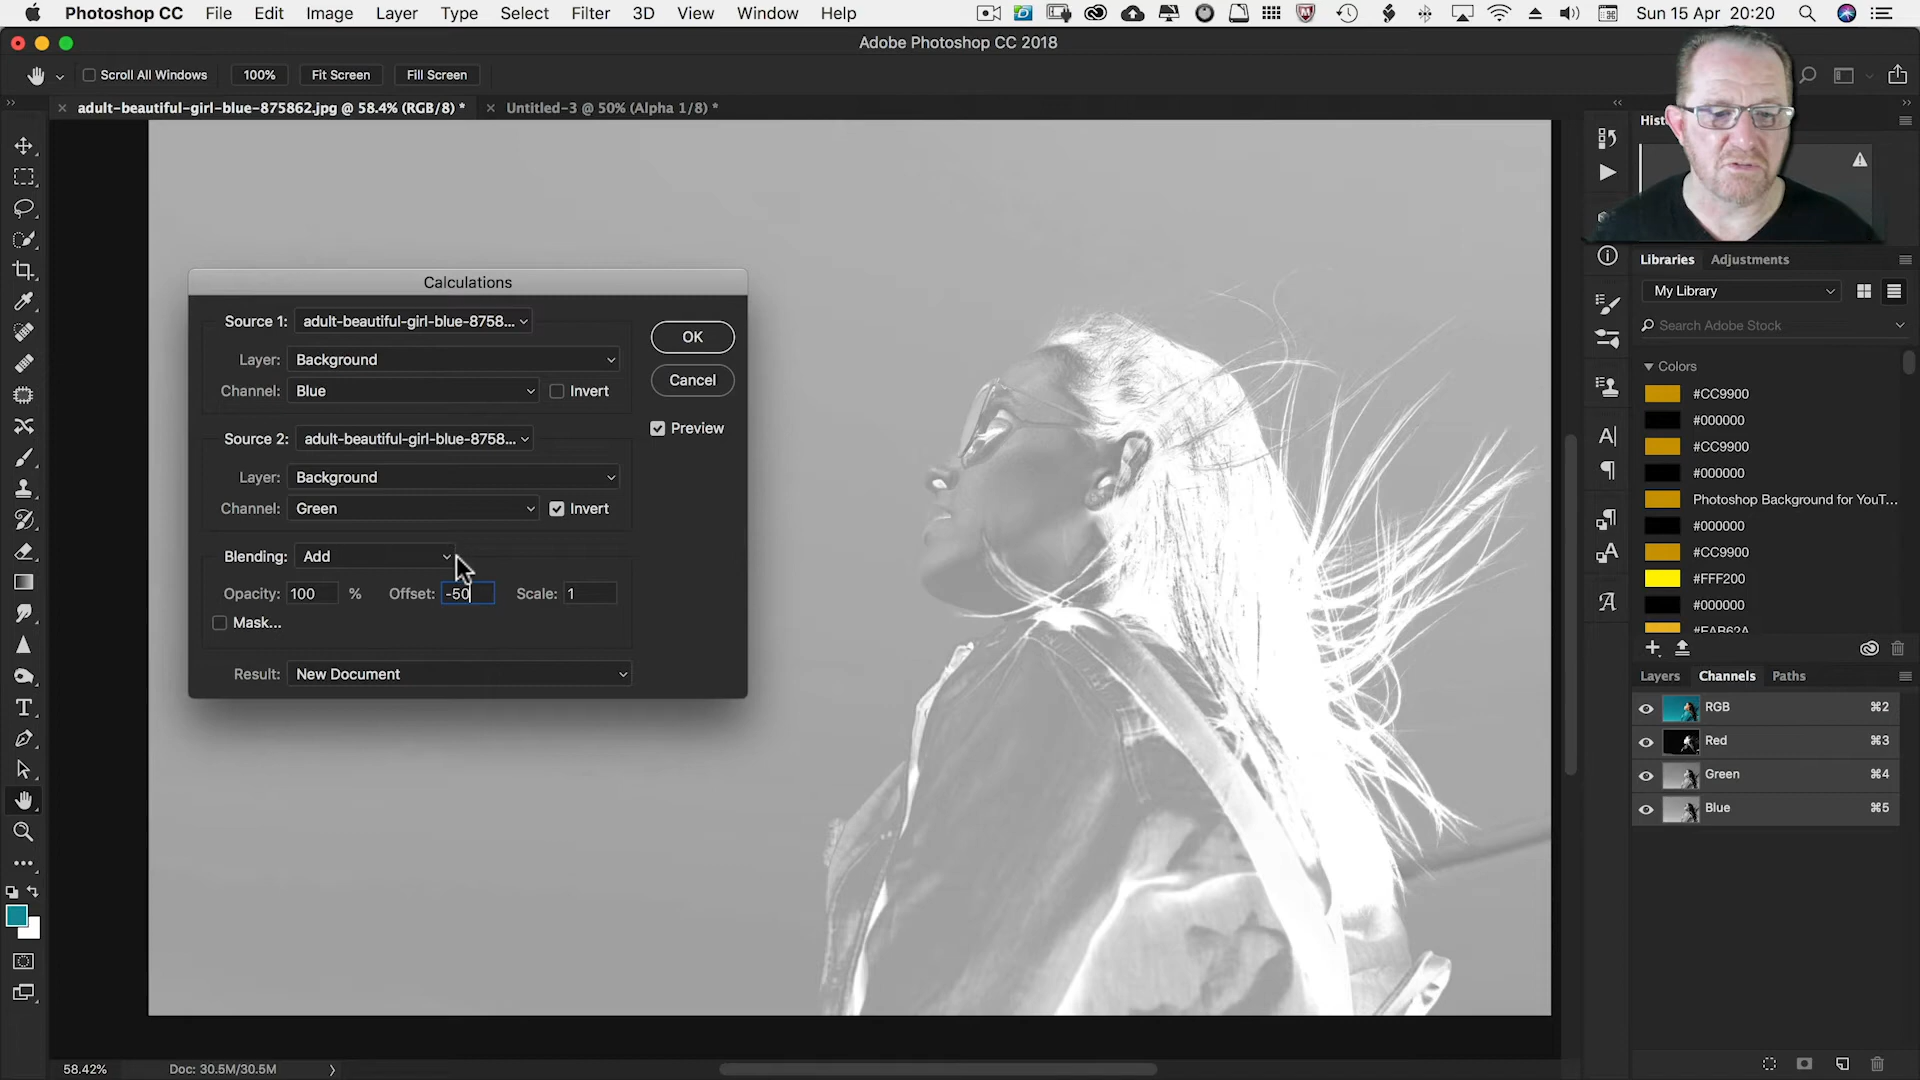 Photoshop CC File Edit Image Layer Type Select Filter 3D View Window Help Sun 15 Apr 20:20
Adobe Photoshop CC 2018
Scroll All Windows 100% Fit Screen Fill Screen
adult-beautiful-girl-blue-875862.jpg @ 58.4% (RGB/8) * Untitled-3 @ 50% (Alpha 1/8) *
Calculations
Source 1: adult-beautiful-girl-blue-8758...
Layer: Background
Channel: Blue Invert
OK
Cancel
Preview
Source 2: adult-beautiful-girl-blue-8758...
Layer: Background
Channel: Green Invert
Blending: Add
Opacity: 100 % Offset: -50 Scale: 1
Mask...
Result: New Document
Libraries Adjustments
My Library
Search Adobe Stock
Colors
#CC9900
#000000
#CC9900
#000000
Photoshop Background for YouT...
#000000
#CC9900
#FFF200
#000000
#FAB62A
Layers Channels Paths
RGB ⌘2
Red ⌘3
Green ⌘4
Blue ⌘5
58.42% Doc: 30.5M/30.5M